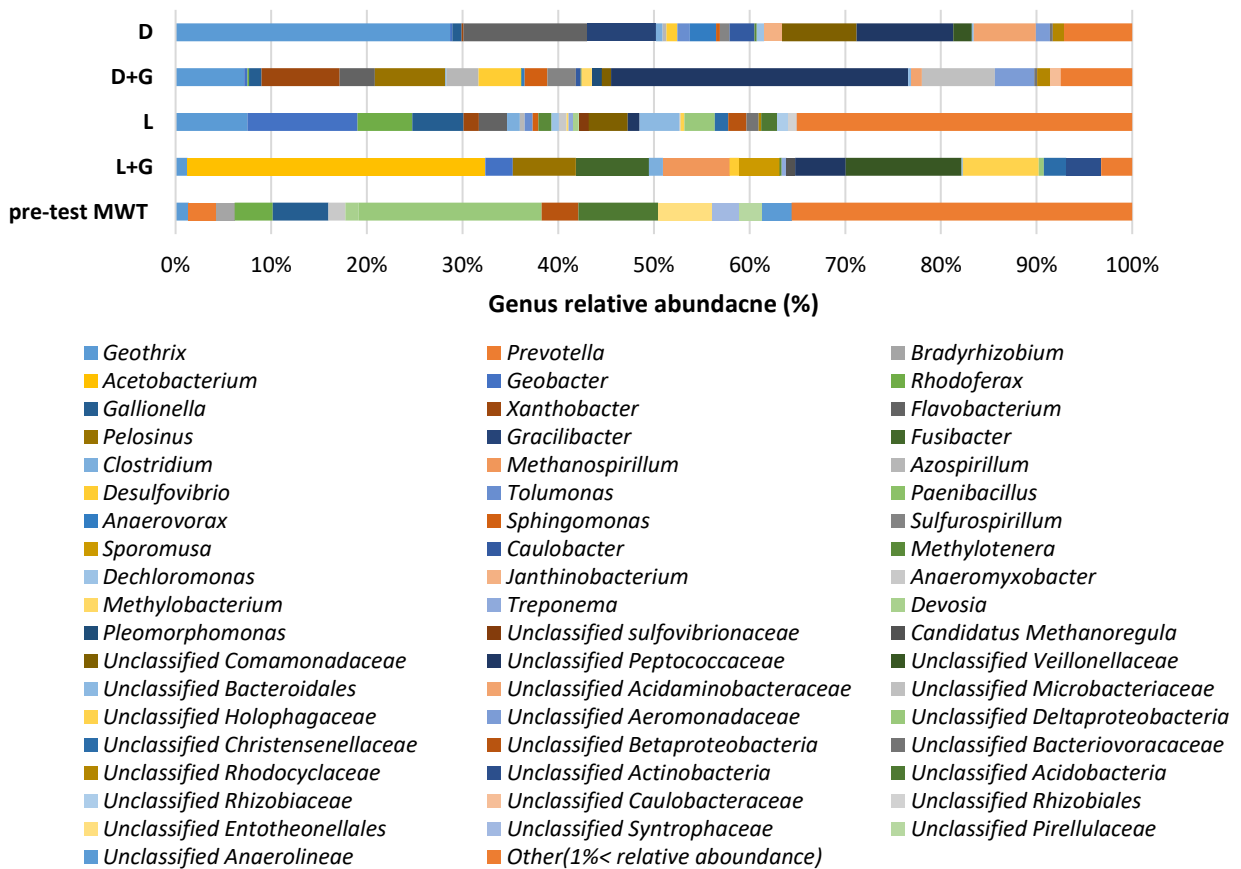 D
D+G
L
L+G
pre-test MWT
0% 10% 20% 30% 40% 50% 60% 70% 80% 90% 100%
Genus relative abundacne (%)
Geothrix Prevotella Bradyrhizobium
Acetobacterium Geobacter Rhodoferax
Gallionella Xanthobacter Flavobacterium
Pelosinus Gracilibacter Fusibacter
Clostridium Methanospirillum Azospirillum
Desulfovibrio Tolumonas Paenibacillus
Anaerovorax Sphingomonas Sulfurospirillum
Sporomusa Caulobacter Methylotenera
Dechloromonas Janthinobacterium Anaeromyxobacter
Methylobacterium Treponema Devosia
Pleomorphomonas Unclassified sulfovibrionaceae Candidatus Methanoregula
Unclassified Comamonadaceae Unclassified Peptococcaceae Unclassified Veillonellaceae
Unclassified Bacteroidales Unclassified Acidaminobacteraceae Unclassified Microbacteriaceae
Unclassified Holophagaceae Unclassified Aeromonadaceae Unclassified Deltaproteobacteria
Unclassified Christensenellaceae Unclassified Betaproteobacteria Unclassified Bacteriovoracaceae
Unclassified Rhodocyclaceae Unclassified Actinobacteria Unclassified Acidobacteria
Unclassified Rhizobiaceae Unclassified Caulobacteraceae Unclassified Rhizobiales
Unclassified Entotheonellales Unclassified Syntrophaceae Unclassified Pirellulaceae
Unclassified Anaerolineae Other(1%< relative aboundance)